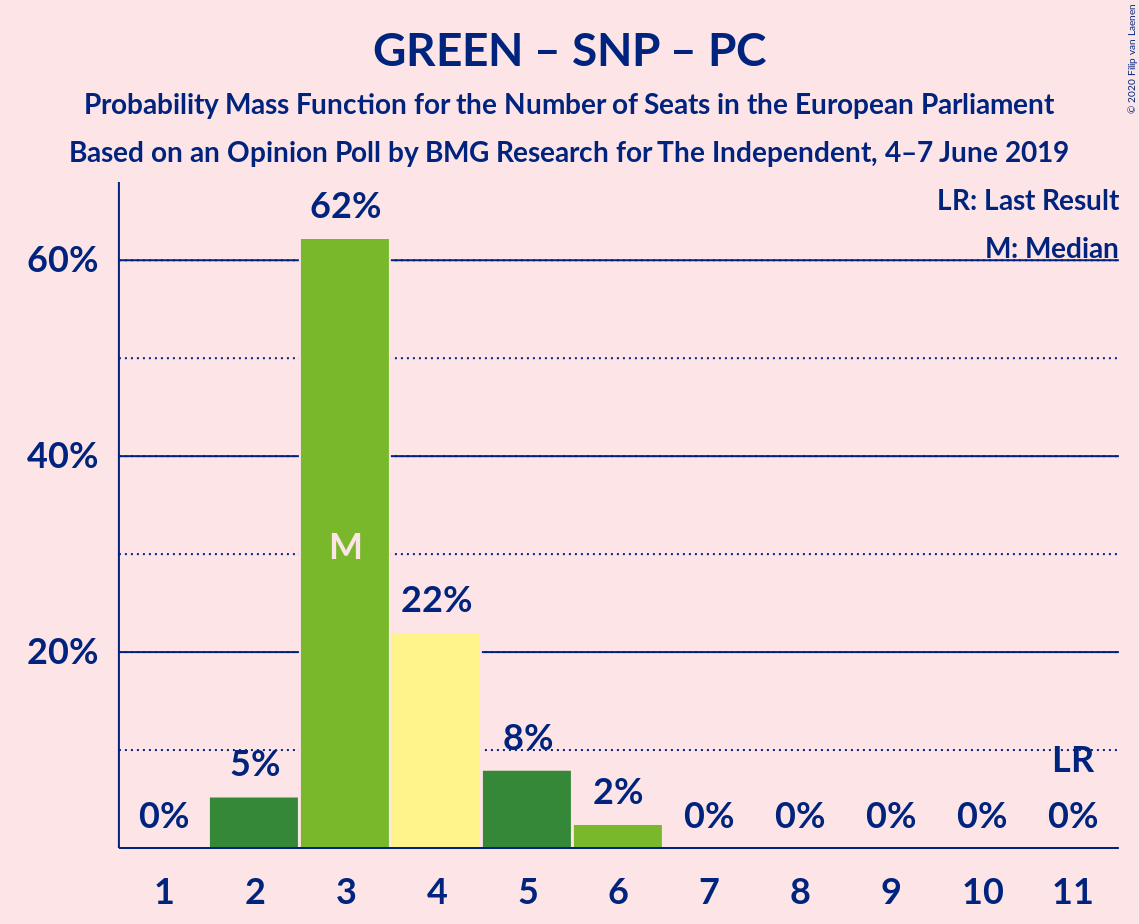 GREEN – SNP – PC
Probability Mass Function for the Number of Seats in the European Parliament
Based on an Opinion Poll by BMG Research for The Independent, 4–7 June 2019
© 2020 Filip van Laenen
LR: Last Result
M: Median
62%
60%
40%
M
22%
20%
8%
5%
LR
2%
0% 0% 0% 0% 0% 0%
1 2 3 4 5 6 7 8 9 10 11